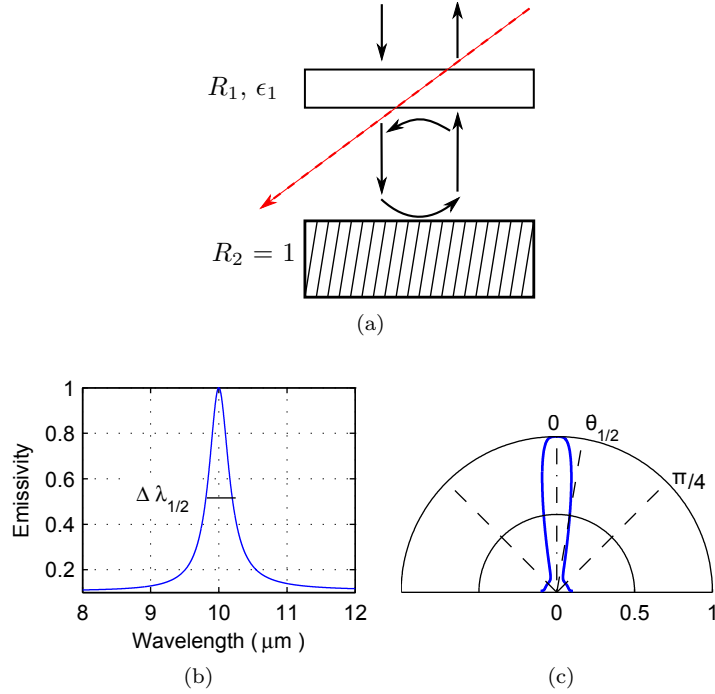 R₁, ϵ₁
R₂ = 1
(a)
1
0.8
0.6
0.4
0.2
Emissivity
Δ λ₁/₂
8
9
10
11
12
Wavelength ( μm )
(b)
0
θ₁/₂
π/4
0
0.5
1
(c)